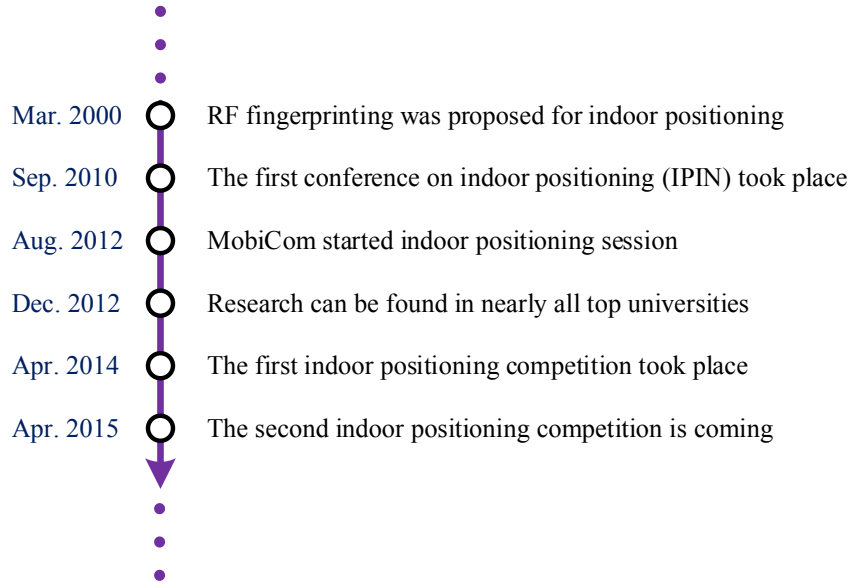 Mar. 2000 RF fingerprinting was proposed for indoor positioning
Sep. 2010 The first conference on indoor positioning (IPIN) took place
Aug. 2012 MobiCom started indoor positioning session
Dec. 2012 Research can be found in nearly all top universities
Apr. 2014 The first indoor positioning competition took place
Apr. 2015 The second indoor positioning competition is coming